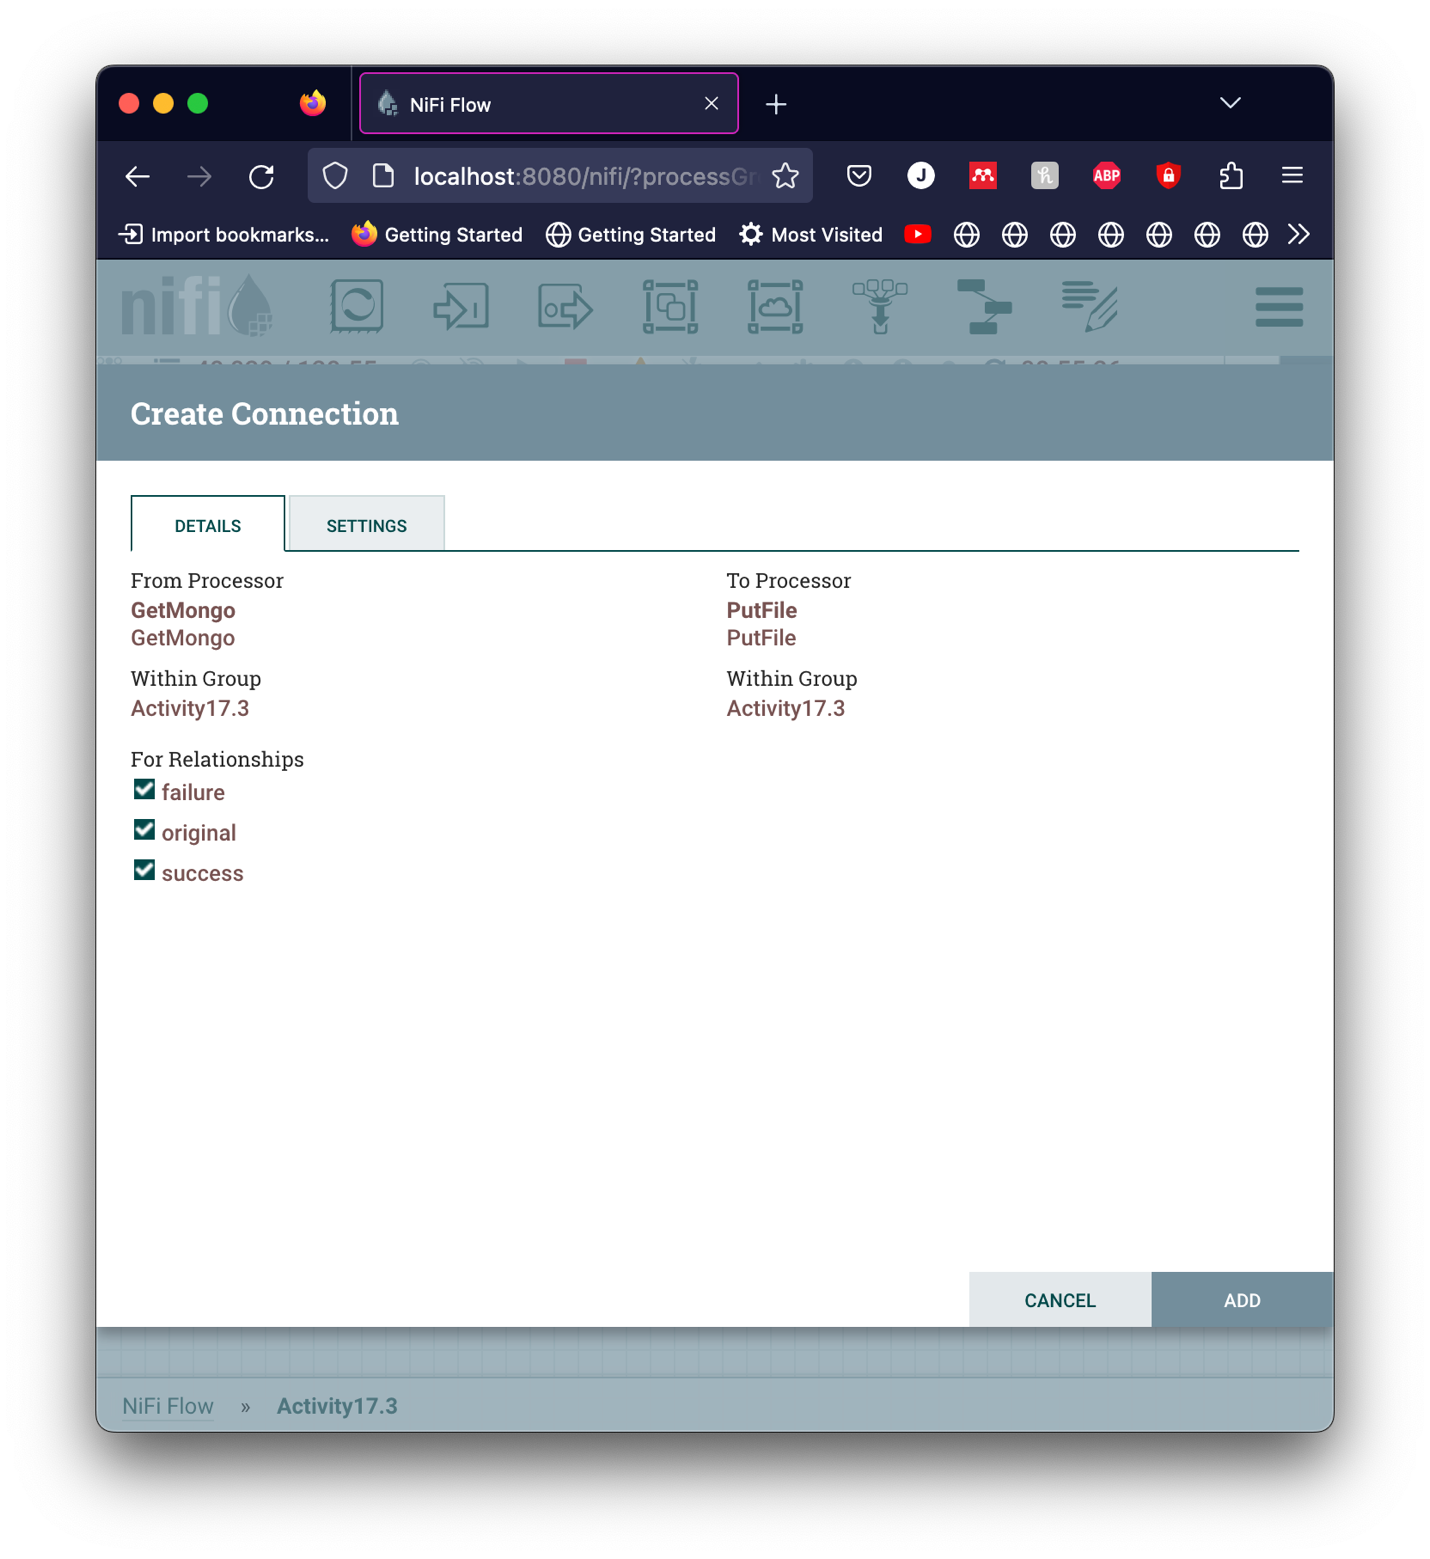 NiFi Flow
localhost:8080/nifi/?processGr
Import bookmarks... Getting Started Getting Started Most Visited
nifi
Create Connection
DETAILS SETTINGS
From Processor To Processor
GetMongo PutFile
GetMongo PutFile
Within Group Within Group
Activity17.3 Activity17.3
For Relationships
failure
original
success
CANCEL ADD
NiFi Flow » Activity17.3
J
ABP